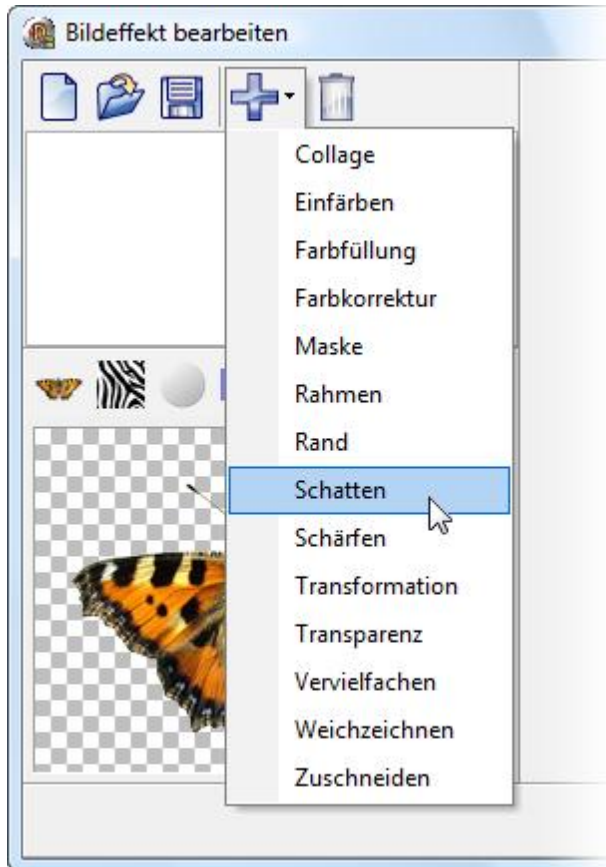 Bildeffekt bearbeiten
Collage
Einfärben
Farbfüllung
Farbkorrektur
Maske
Rahmen
Rand
Schatten
Schärfen
Transformation
Transparenz
Vervielfachen
Weichzeichnen
Zuschneiden